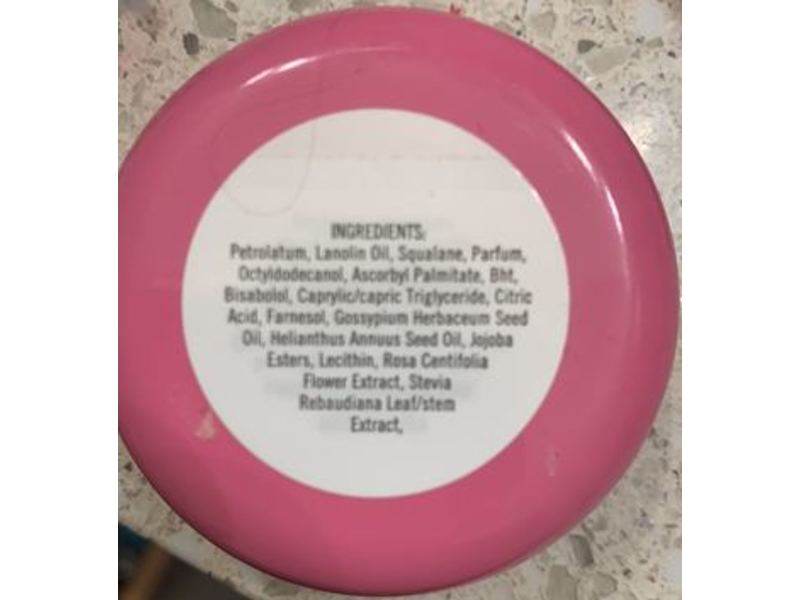 INGREDIENTS:
Petrolatum, Lanolin Oil, Squalane, Parfum,
Octyldodecanol, Ascorbyl Palmitate, Bht,
Bisabolol, Caprylic/capric Triglyceride, Citric
Acid, Farnesol, Gossypium Herbaceum Seed
Oil, Helianthus Annuus Seed Oil, Jojoba
Esters, Lecithin, Rosa Centifolia
Flower Extract, Stevia
Rebaudiana Leaf/stem
Extract,